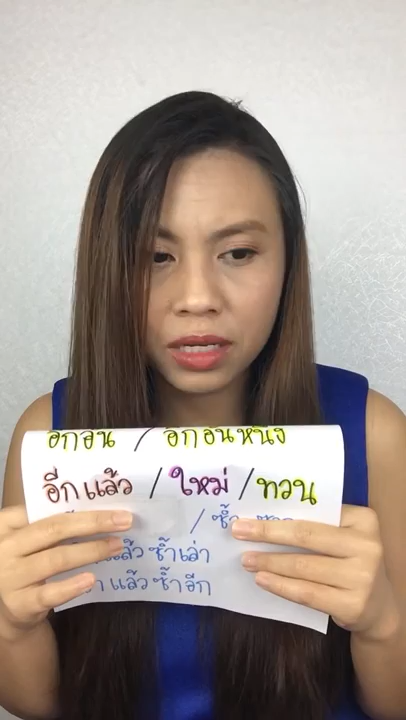 อีกอัน / อีกอันหนึ่ง
อีกแล้ว / ใหม่ / ทวน
/ ซ้ำ
แล้วซ้ำเล่า
แล้วซ้ำอีก